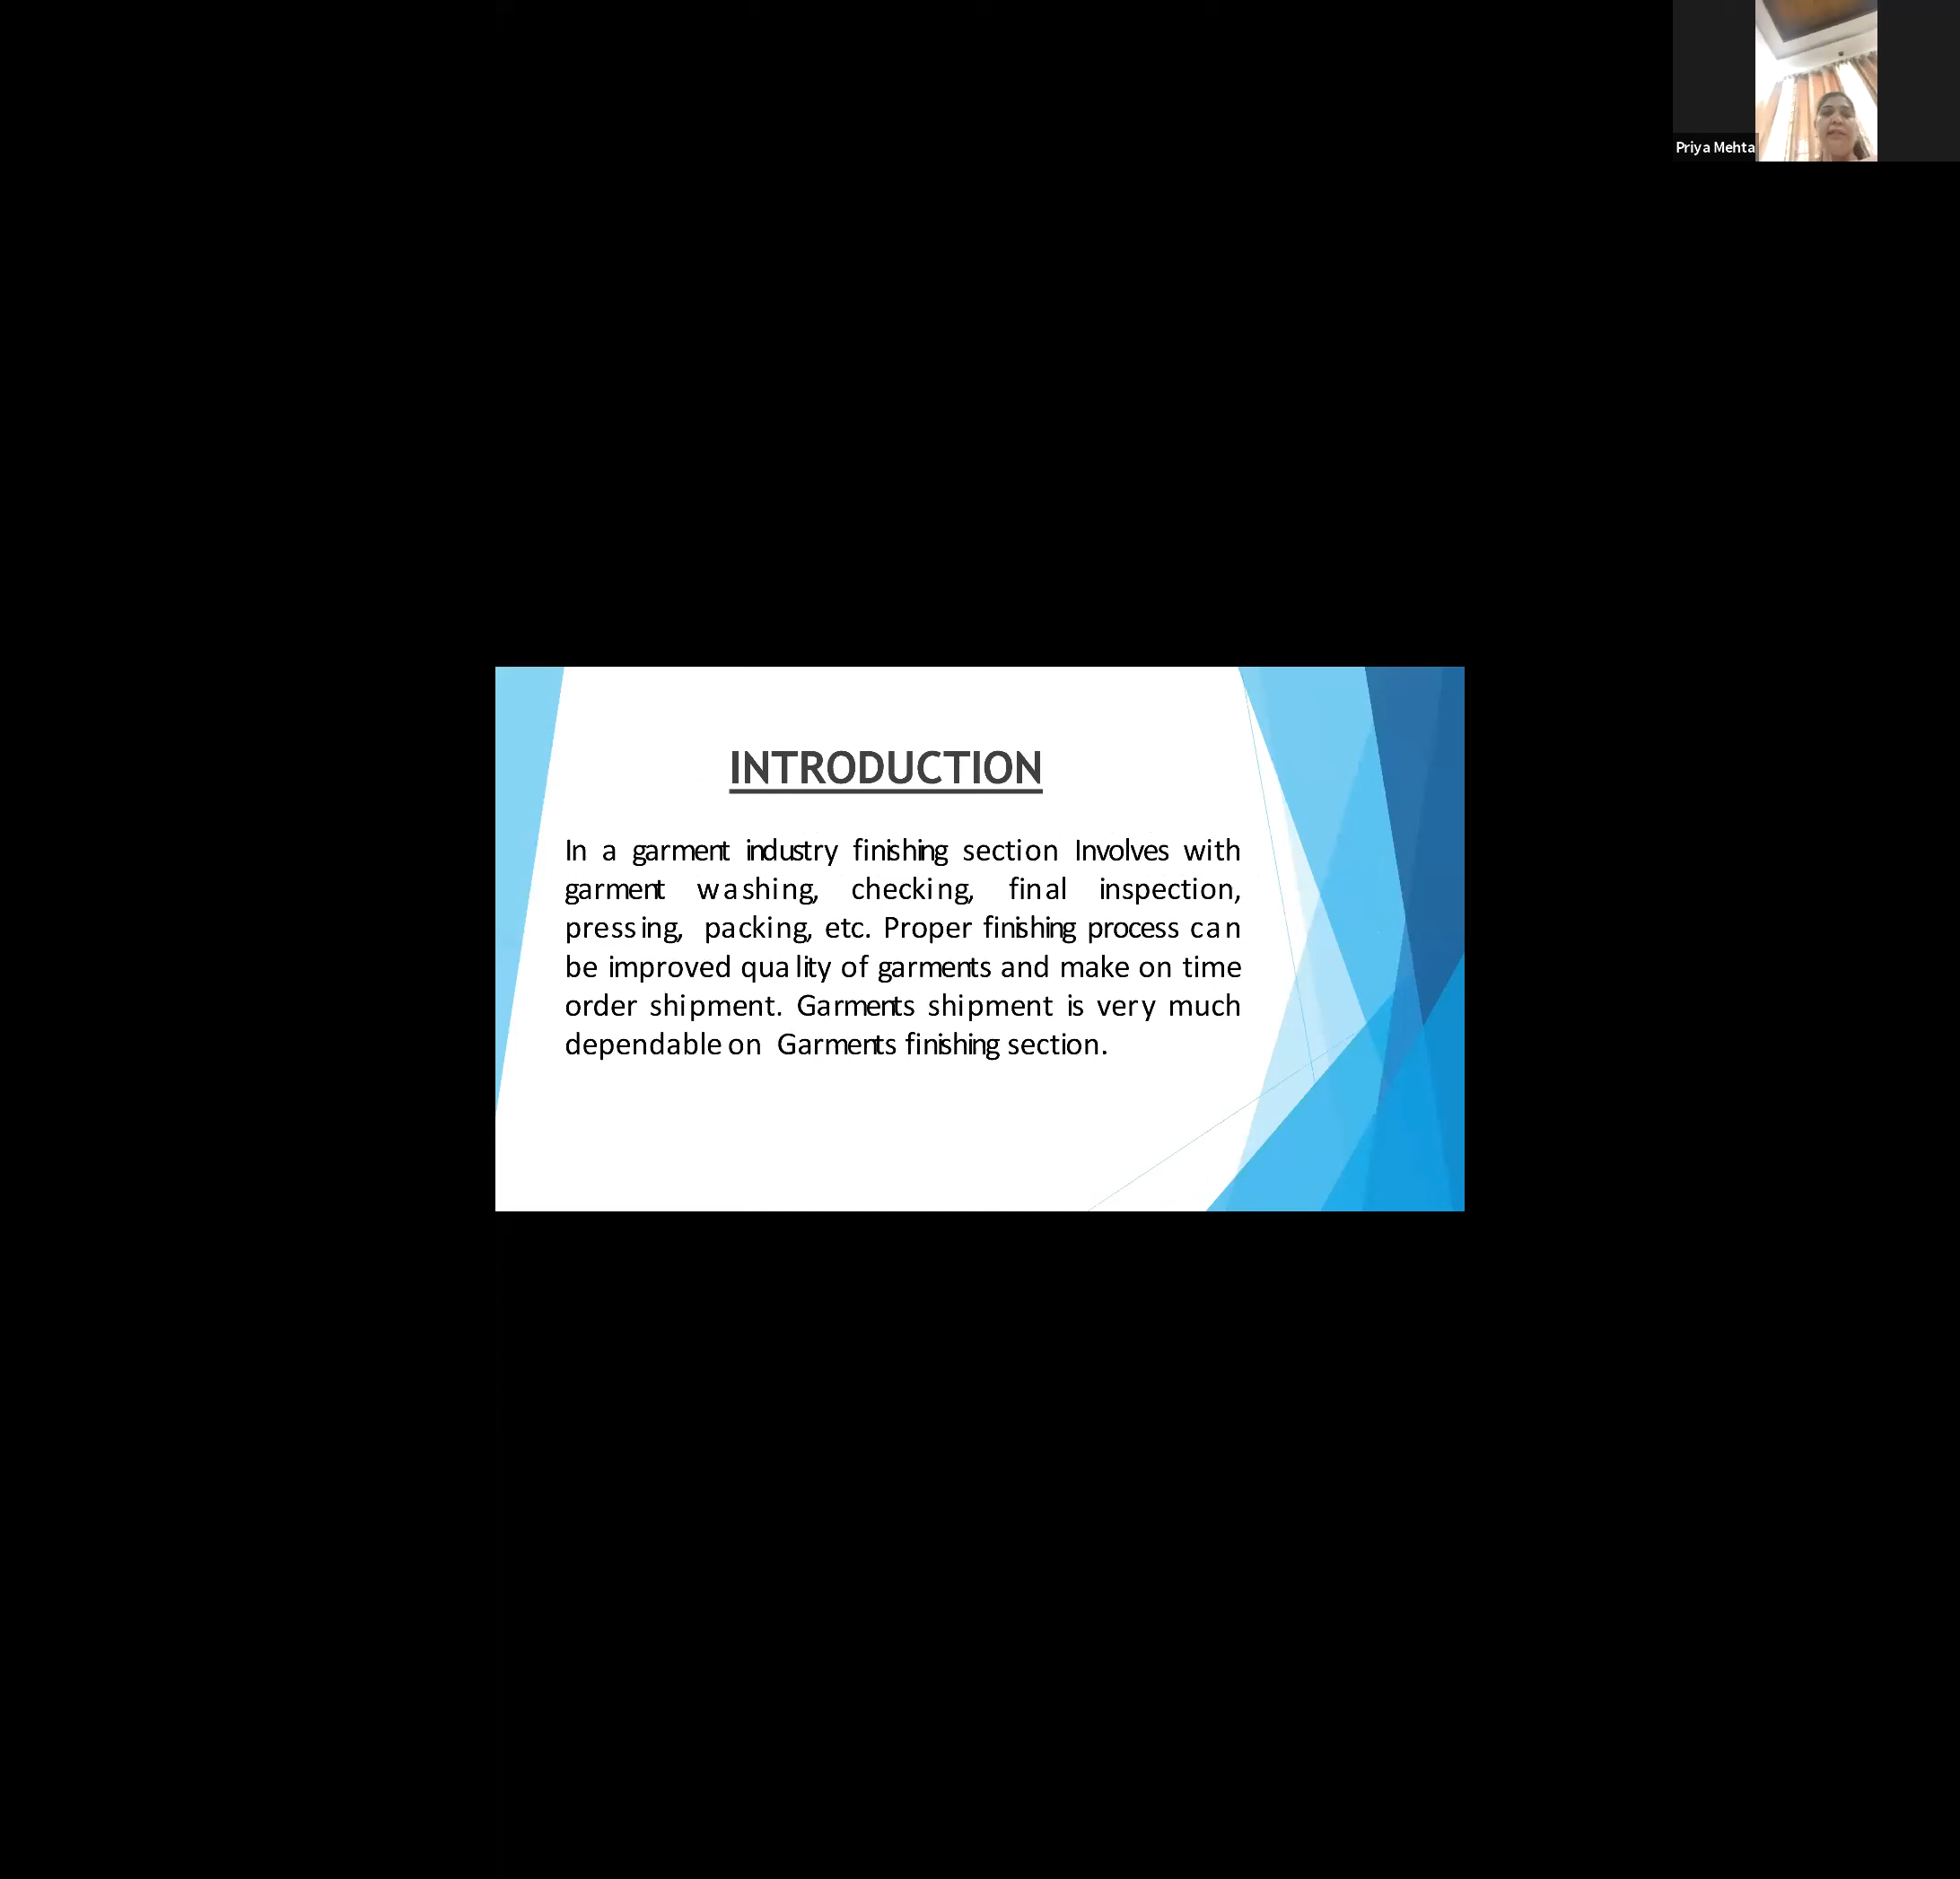 Priya Mehta
INTRODUCTION
In a garment industry finishing section Involves with
garment washing, checking, final inspection,
pressing, packing, etc. Proper finishing process can
be improved quality of garments and make on time
order shipment. Garments shipment is very much
dependable on Garments finishing section.